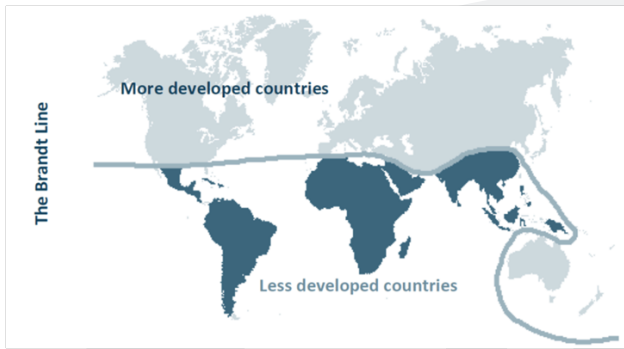 The Brandt Line
More developed countries
Less developed countries